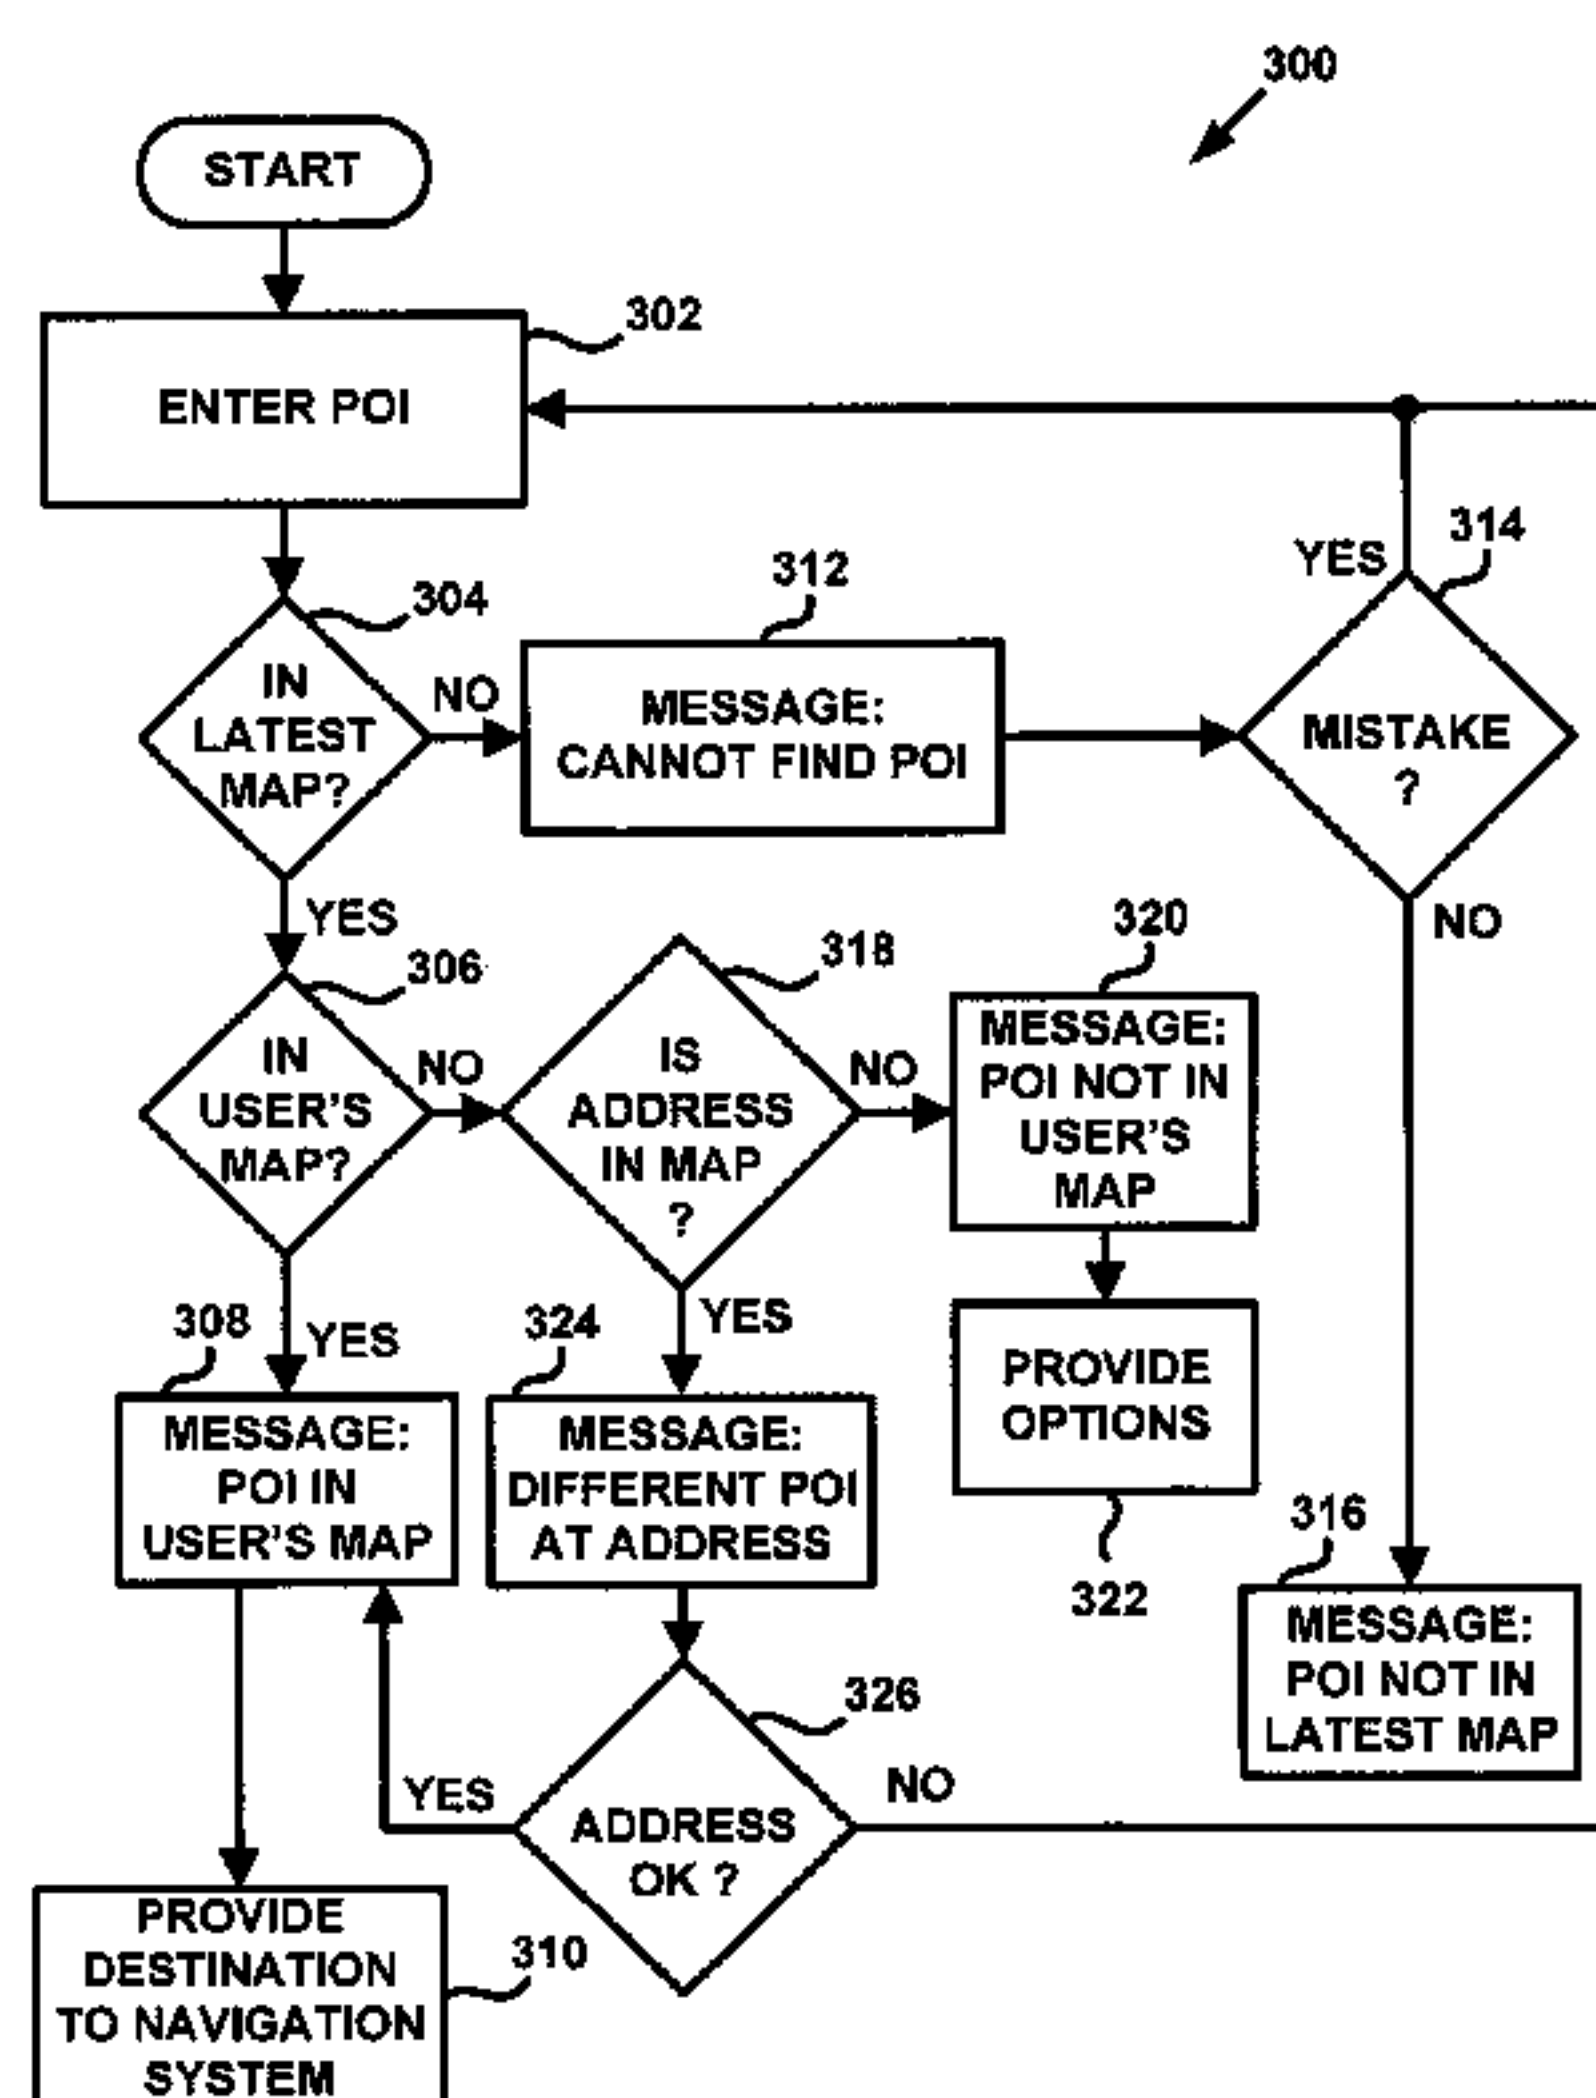 300
START
302
ENTER POI
304
IN
LATEST
MAP?
NO
312
MESSAGE:
CANNOT FIND POI
YES
314
MISTAKE
?
NO
YES
306
IN
USER'S
MAP?
NO
318
IS
ADDRESS
IN MAP
?
NO
320
MESSAGE:
POI NOT IN
USER'S
MAP
PROVIDE
OPTIONS
322
YES
308
MESSAGE:
POI IN
USER'S MAP
YES
324
MESSAGE:
DIFFERENT POI
AT ADDRESS
316
MESSAGE:
POI NOT IN
LATEST MAP
326
ADDRESS
OK ?
YES
NO
PROVIDE
DESTINATION
TO NAVIGATION
SYSTEM
310